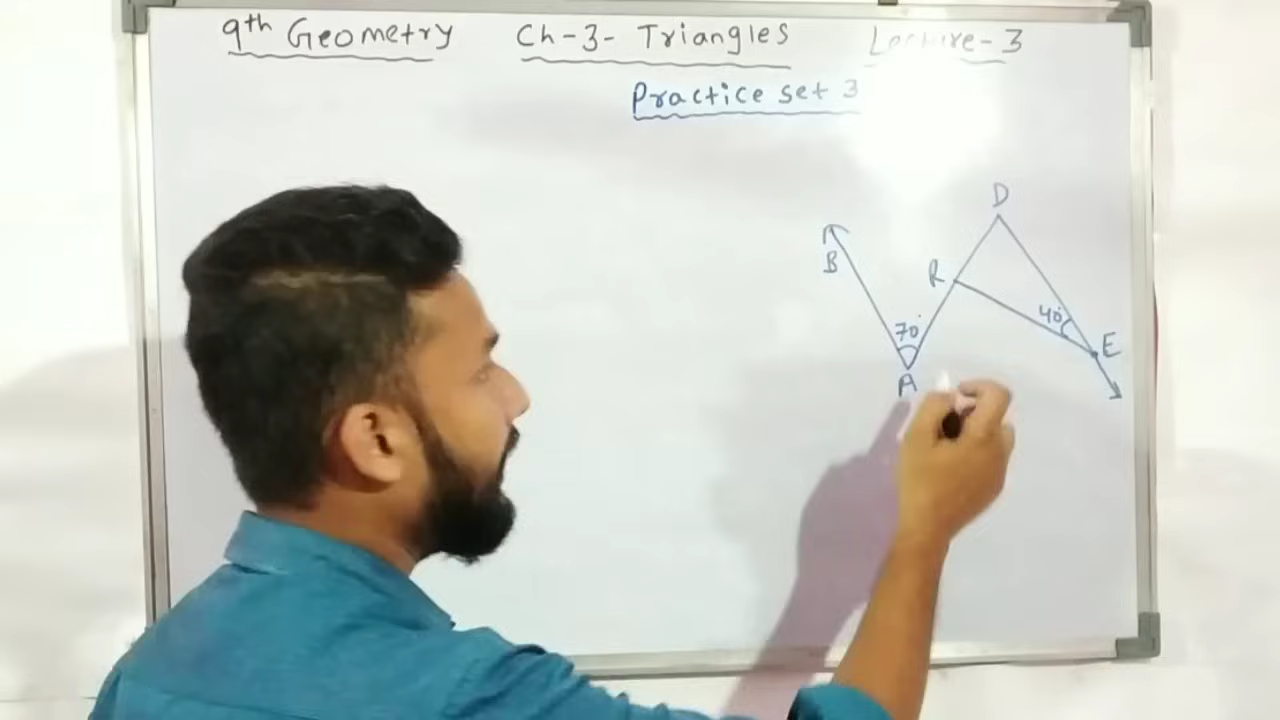 9th Geometry Ch-3- Triangles Lecture-3
Practice set 3
D
B
R
70°
40°
E
A